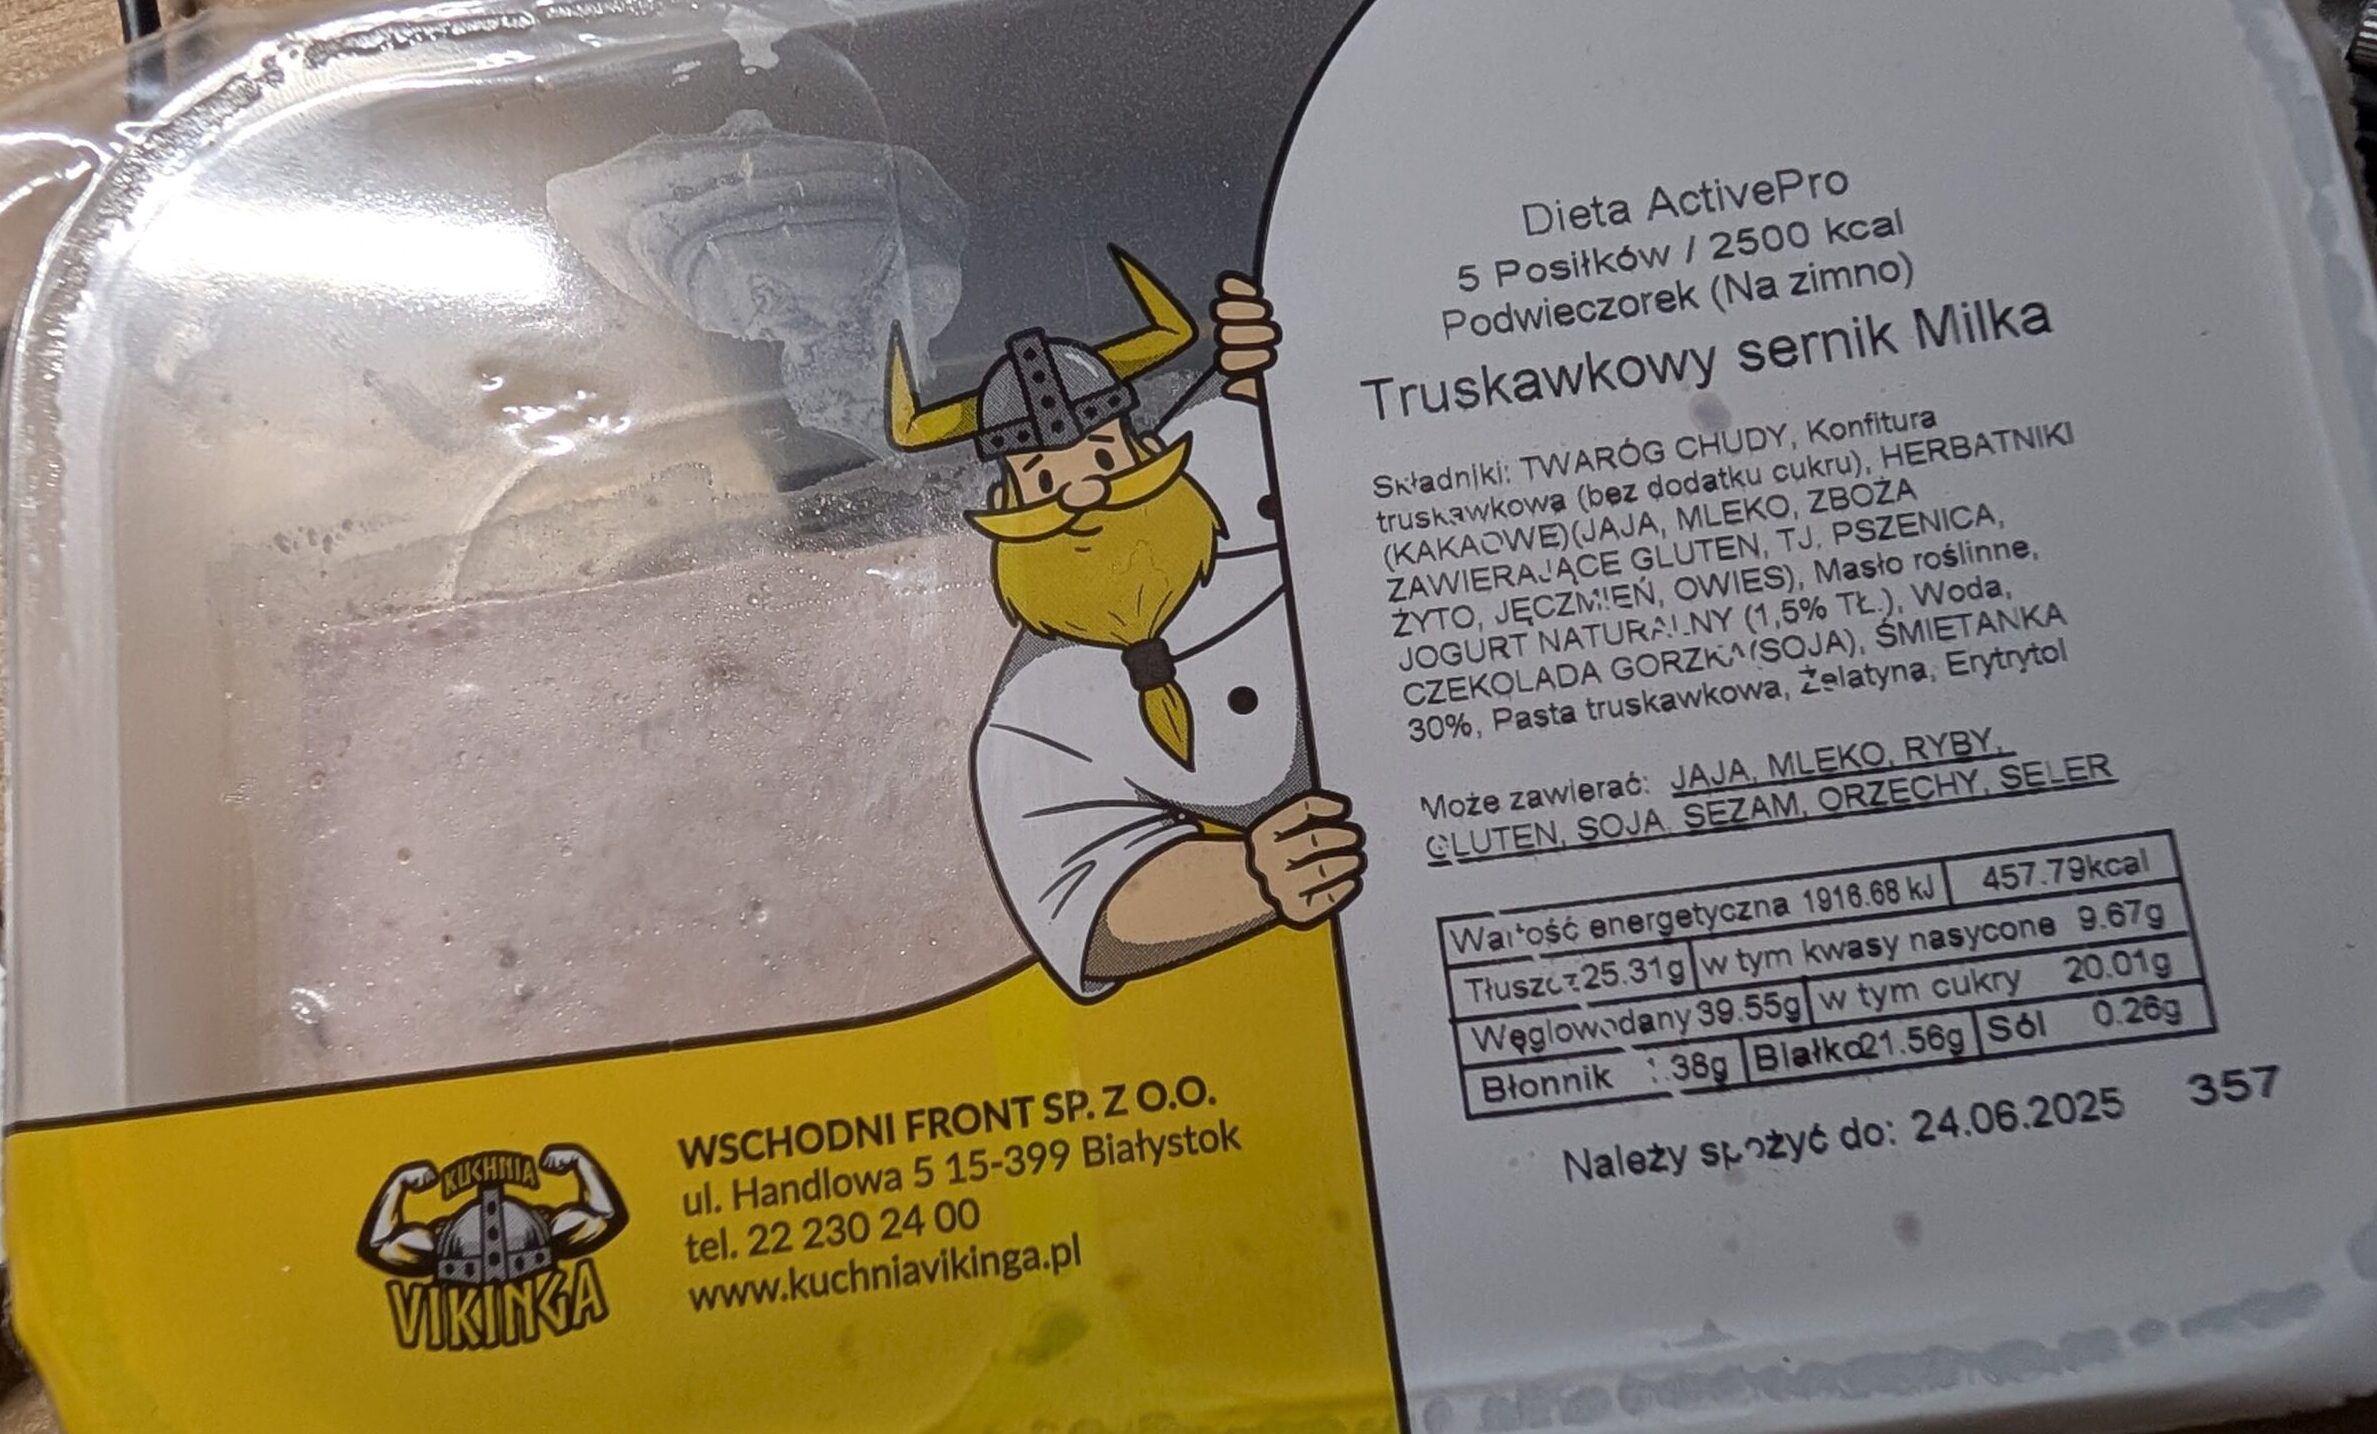 Dieta ActivePro
5 Posiłków / 2500 kcal
Podwieczorek (Na zimno)
Truskawkowy sernik Milka
Składniki: TWARÓG CHUDY, Konfitura
truskawkowa (bez dodatku cukru), HERBATNIKI
(KAKAOWE)(JAJA, MLEKO, ZBOŻA
ZAWIERAJĄCE GLUTEN, TJ. PSZENICA,
ŻYTO, JĘCZMIEŃ, OWIES), Masło roślinne,
JOGURT NATURALNY (1,5% TŁ.), Woda,
CZEKOLADA GORZKA (SOJA), ŚMIETANKA
30%, Pasta truskawkowa, Żelatyna, Erytrytol
Może zawierać: JAJA, MLEKO, RYBY,
GLUTEN, SOJA, SEZAM, ORZECHY, SELER
Wartość energetyczna 1916.68 kJ 457.79kcal
Tłuszcz 25.31g w tym kwasy nasycone 9.67g
Węglowodany 39.55g w tym cukry 20.01g
Błonnik Białko 21.56g Sól 0.26g
Należy spożyć do: 24.06.2025 357
KUCHNIA
VIKINGA
WSCHODNI FRONT SP. Z O.O.
ul. Handlowa 5 15-399 Białystok
tel. 22 230 24 00
www.kuchniavikinga.pl